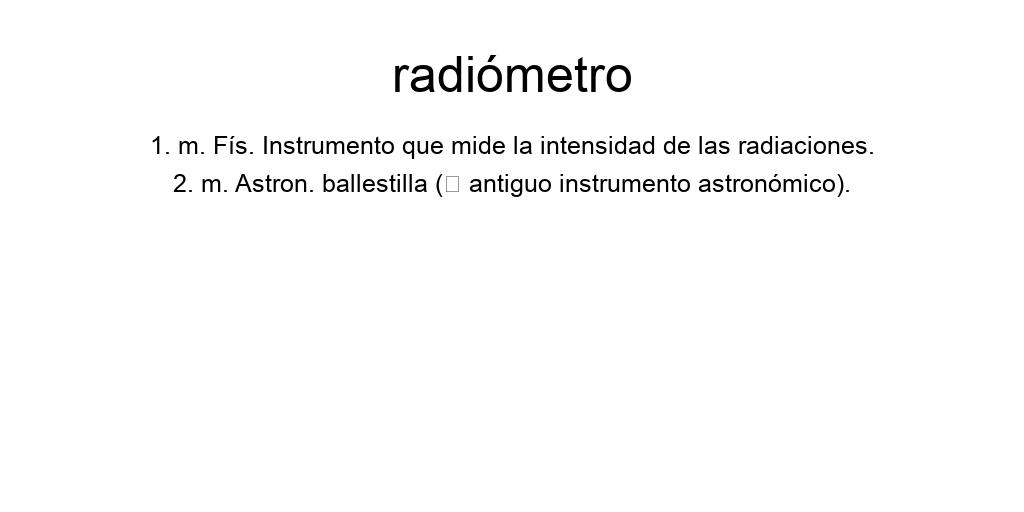 radiómetro
1. m. Fís. Instrumento que mide la intensidad de las radiaciones.
2. m. Astron. ballestilla (□ antiguo instrumento astronómico).